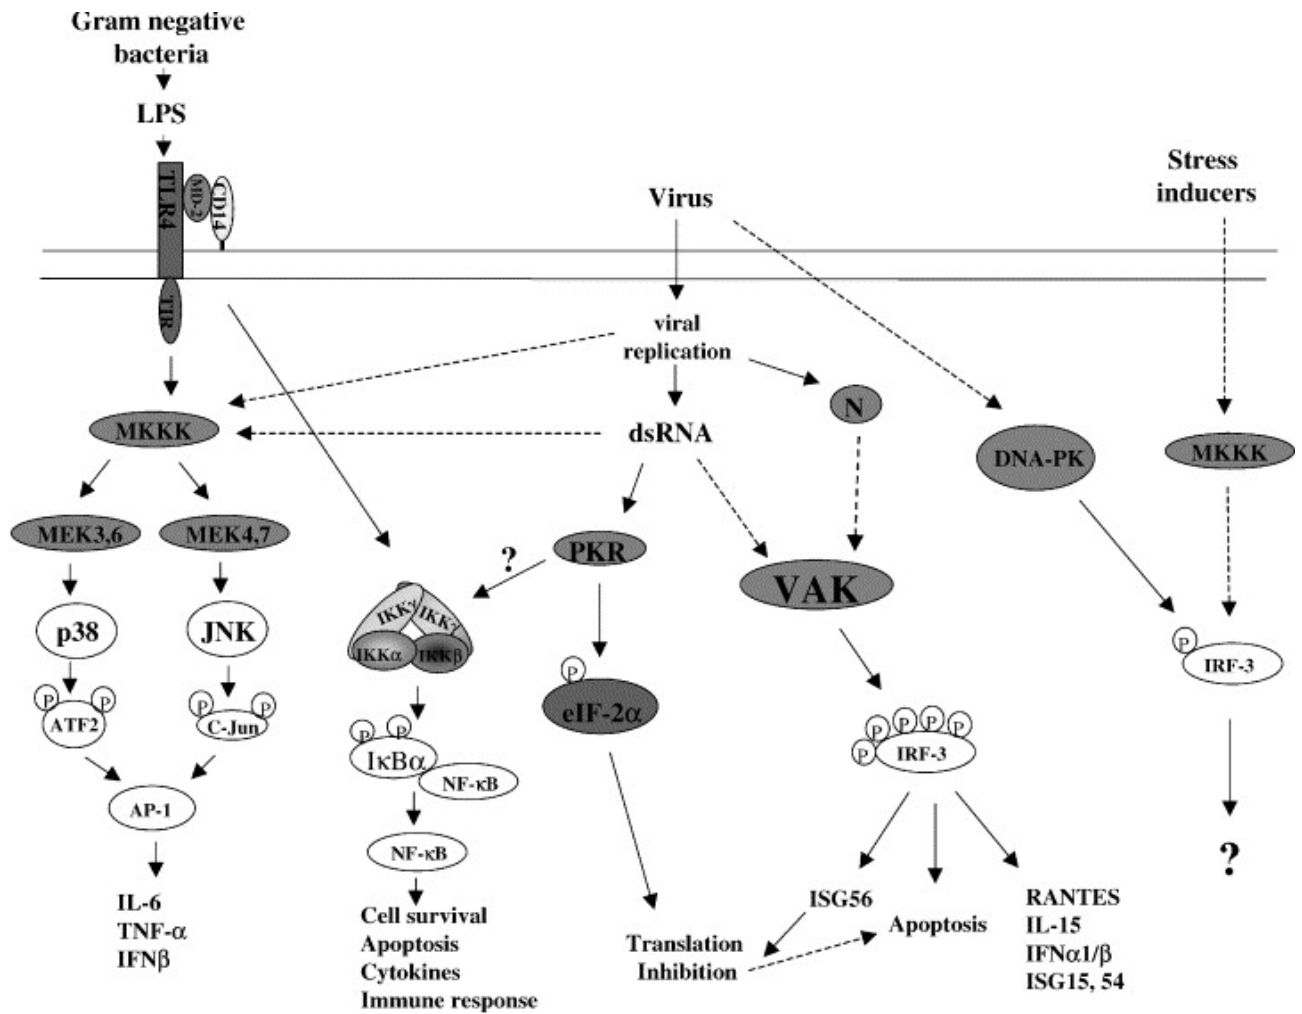 Gram negative
bacteria
LPS
TLR4
MD-2
CD14
TIR
Virus
Stress
inducers
viral
replication
N
dsRNA
MKKK
DNA-PK
MKKK
MEK3,6
MEK4,7
?
PKR
VAK
p38
JNK
IKKγ
IKKγ
IKKα
IKKβ
P
IRF-3
P
P
ATF2
P
P
C-Jun
P
P
IκBα
NF-κB
P
eIF-2α
P
P
P
P
P
IRF-3
AP-1
NF-κB
?
IL-6
TNF-α
IFNβ
Cell survival
Apoptosis
Cytokines
Immune response
Translation
Inhibition
ISG56
Apoptosis
RANTES
IL-15
IFNα1/β
ISG15, 54